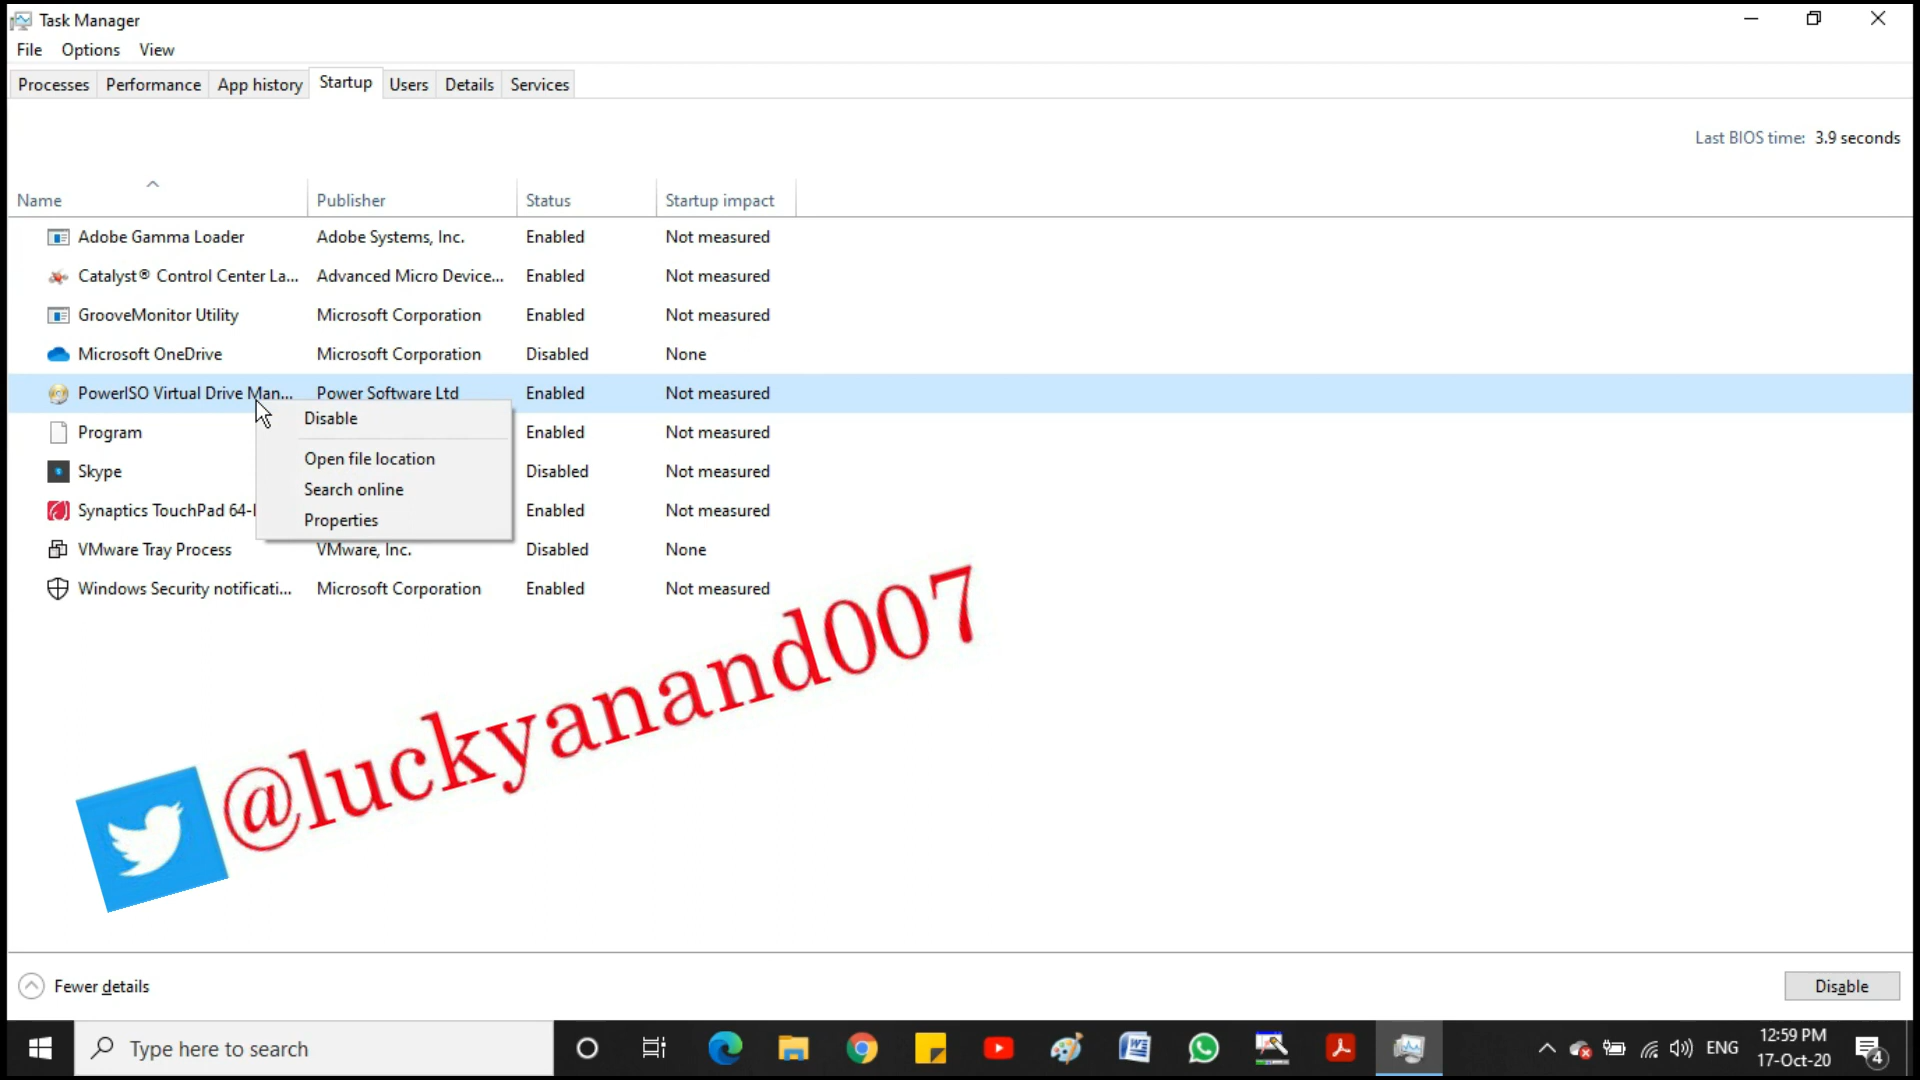 Task Manager
File Options View
Processes Performance App history Startup Users Details Services
Last BIOS time: 3.9 seconds
Name Publisher Status Startup impact
Adobe Gamma Loader Adobe Systems, Inc. Enabled Not measured
Catalyst® Control Center La... Advanced Micro Device... Enabled Not measured
GrooveMonitor Utility Microsoft Corporation Enabled Not measured
Microsoft OneDrive Microsoft Corporation Disabled None
PowerISO Virtual Drive Man... Power Software Ltd Enabled Not measured
Disable
Program Enabled Not measured
Open file location
Skype Disabled Not measured
Search online
Synaptics TouchPad 64- Enabled Not measured
Properties
VMware Tray Process VMware, Inc. Disabled None
Windows Security notificati... Microsoft Corporation Enabled Not measured
@luckyanand007
Fewer details Disable
Type here to search
ENG
12:59 PM
17-Oct-20
4